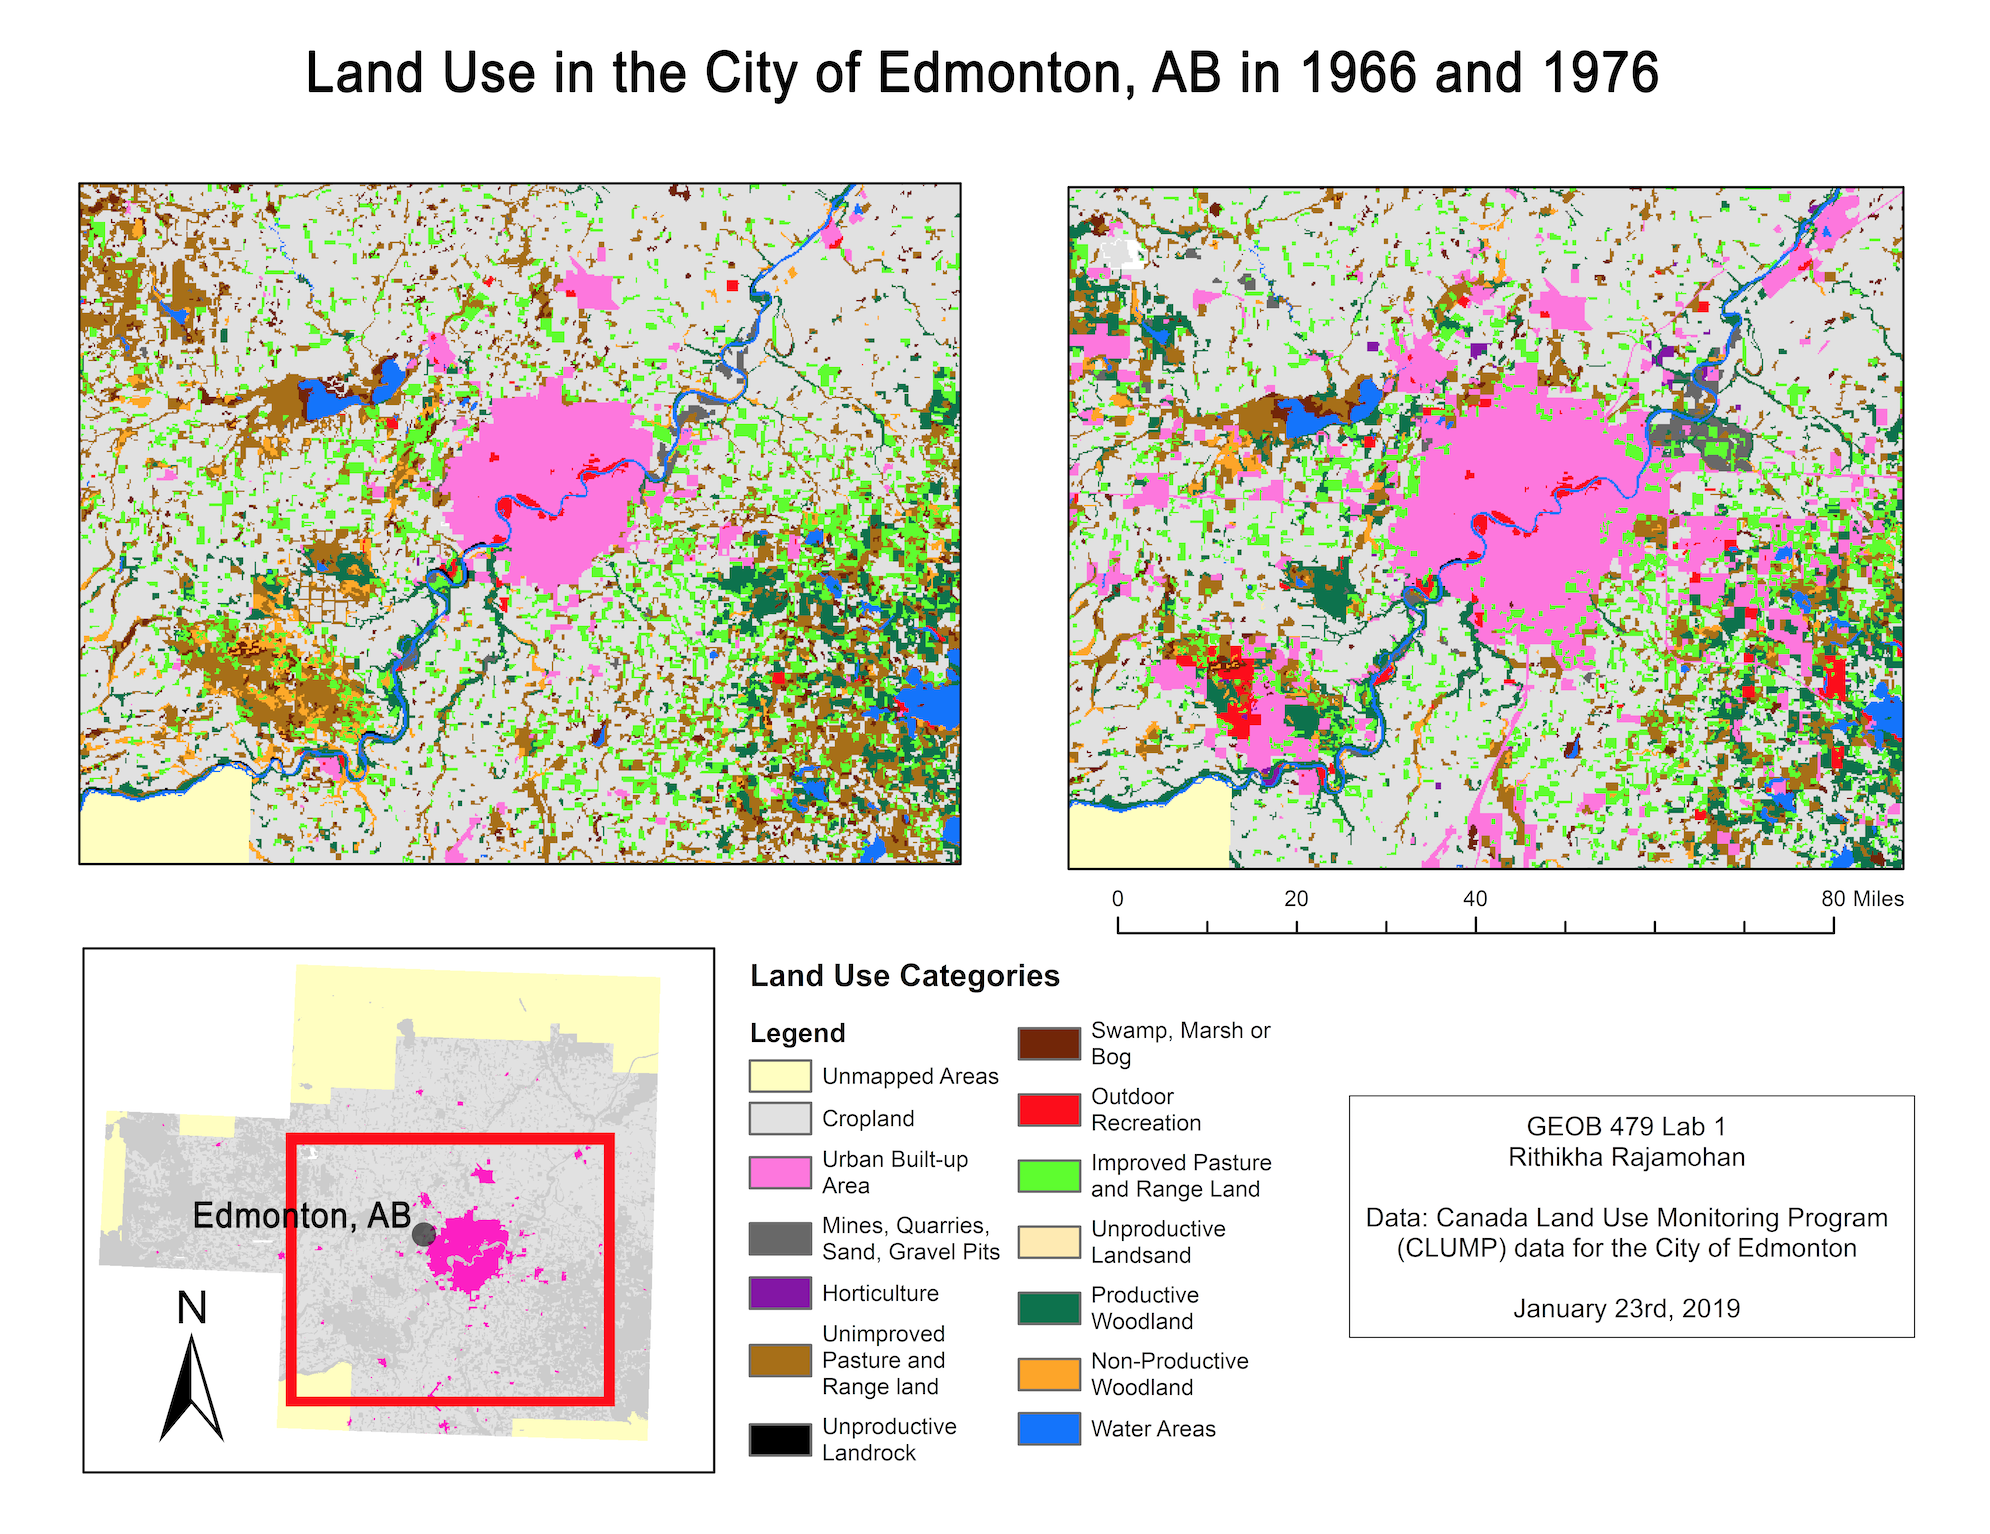 Land Use in the City of Edmonton, AB in 1966 and 1976
0 20 40 80 Miles
Edmonton, AB
N
Land Use Categories
Legend
Unmapped Areas
Cropland
Urban Built-up
Area
Mines, Quarries,
Sand, Gravel Pits
Horticulture
Unimproved
Pasture and
Range land
Unproductive
Landrock
Swamp, Marsh or
Bog
Outdoor
Recreation
Improved Pasture
and Range Land
Unproductive
Landsand
Productive
Woodland
Non-Productive
Woodland
Water Areas
GEOB 479 Lab 1
Rithikha Rajamohan
Data: Canada Land Use Monitoring Program
(CLUMP) data for the City of Edmonton
January 23rd, 2019